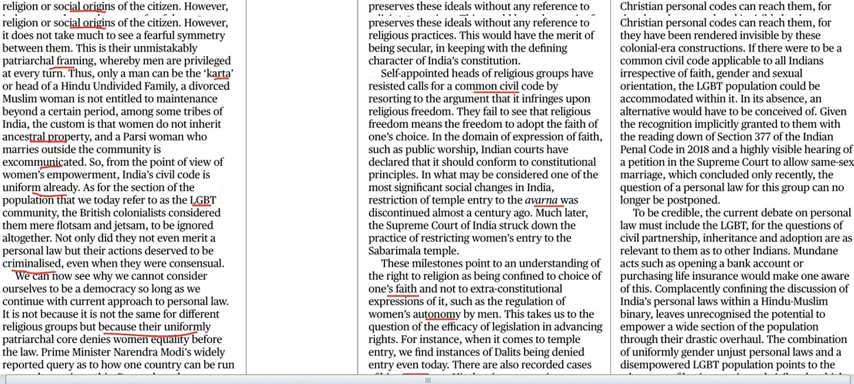 religion or social origins of the citizen. However,
religion or social origins of the citizen. However,
it does not take much to see a fearful symmetry
between them. This is their unmistakably
patriarchal framing, whereby men are privileged
at every turn. Thus, only a man can be the ‘karta’
or head of a Hindu Undivided Family, a divorced
Muslim woman is not entitled to maintenance
beyond a certain period, among some tribes of
India, the custom is that women do not inherit
ancestral property, and a Parsi woman who
marries outside the community is
excommunicated. So, from the point of view of
women’s empowerment, India’s civil code is
uniform already. As for the section of the
population that we today refer to as the LGBT
community, the British colonialists considered
them mere flotsam and jetsam, to be ignored
altogether. Not only did they not even merit a
personal law but their actions deserved to be
criminalised, even when they were consensual.
We can now see why we cannot consider
ourselves to be a democracy so long as we
continue with current approach to personal law.
It is not because it is not the same for different
religious groups but because their uniformly
patriarchal core denies women equality before
the law. Prime Minister Narendra Modi’s widely
reported query as to how one country can be run
preserves these ideals without any reference to
preserves these ideals without any reference to
religious practices. This would have the merit of
being secular, in keeping with the defining
character of India’s constitution.
Self-appointed heads of religious groups have
resisted calls for a common civil code by
resorting to the argument that it infringes upon
religious freedom. They fail to see that religious
freedom means the freedom to adopt the faith of
one’s choice. In the domain of expression of faith,
such as public worship, Indian courts have
declared that it should conform to constitutional
principles. In what may be considered one of the
most significant social changes in India,
restriction of temple entry to the avarna was
discontinued almost a century ago. Much later,
the Supreme Court of India struck down the
practice of restricting women’s entry to the
Sabarimala temple.
These milestones point to an understanding of
the right to religion as being confined to choice of
one’s faith and not to extra-constitutional
expressions of it, such as the regulation of
women’s autonomy by men. This takes us to the
question of the efficacy of legislation in advancing
rights. For instance, when it comes to temple
entry, we find instances of Dalits being denied
entry even today. There are also recorded cases
Christian personal codes can reach them, for
Christian personal codes can reach them, for
they have been rendered invisible by these
colonial-era constructions. If there were to be a
common civil code applicable to all Indians
irrespective of faith, gender and sexual
orientation, the LGBT population could be
accommodated within it. In its absence, an
alternative would have to be conceived of. Given
the recognition implicitly granted to them with
the reading down of Section 377 of the Indian
Penal Code in 2018 and a highly visible hearing of
a petition in the Supreme Court to allow same-sex
marriage, which concluded only recently, the
question of a personal law for this group can no
longer be postponed.
To be credible, the current debate on personal
law must include the LGBT, for the questions of
civil partnership, inheritance and adoption are as
relevant to them as to other Indians. Mundane
acts such as opening a bank account or
purchasing life insurance would make one aware
of this. Complacently confining the discussion of
India’s personal laws within a Hindu-Muslim
binary, leaves unrecognised the potential to
empower a wide section of the population
through their drastic overhaul. The combination
of uniformly gender unjust personal laws and a
disempowered LGBT population points to the